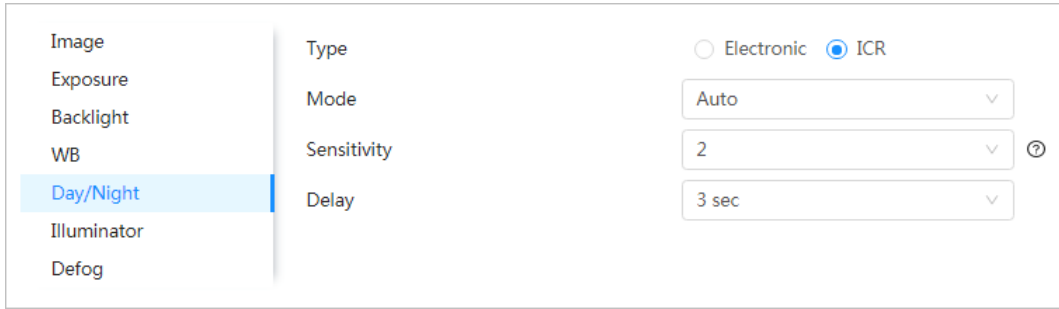 Image
Exposure
Backlight
WB
Day/Night
Illuminator
Defog
Type Electronic ICR
Mode Auto
Sensitivity 2
Delay 3 sec